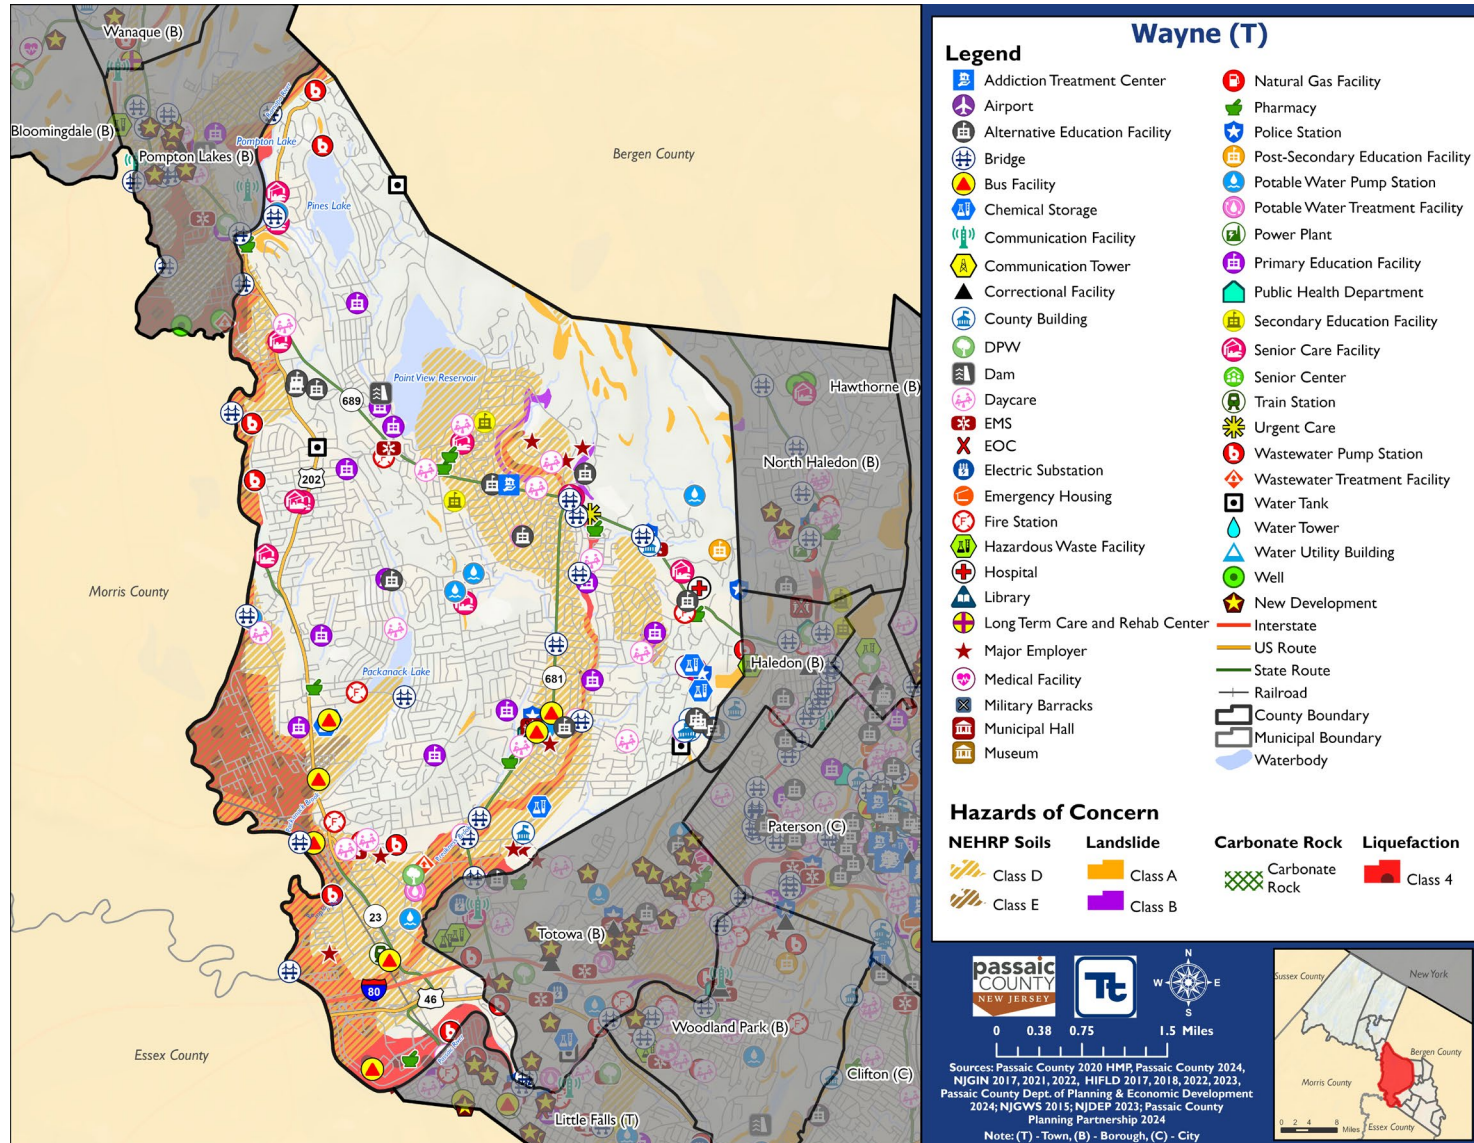 Wanaque (B)
Bloomingdale (B)
Pompton Lakes (B)
Pompton Lake
Pines Lake
Bergen County
Point View Reservoir
689
Hawthorne (B)
North Haledon (B)
202
Morris County
Packanack Lake
Haledon (B)
681
Paterson (C)
23
Totowa (B)
80
46
Woodland Park (B)
Essex County
Passaic River
Clifton (C)
Little Falls (T)
Wayne (T)
Legend
Addiction Treatment Center
Airport
Alternative Education Facility
Bridge
Bus Facility
Chemical Storage
Communication Facility
Communication Tower
Correctional Facility
County Building
DPW
Dam
Daycare
EMS
EOC
Electric Substation
Emergency Housing
Fire Station
Hazardous Waste Facility
Hospital
Library
Long Term Care and Rehab Center
Major Employer
Medical Facility
Military Barracks
Municipal Hall
Museum
Natural Gas Facility
Pharmacy
Police Station
Post-Secondary Education Facility
Potable Water Pump Station
Potable Water Treatment Facility
Power Plant
Primary Education Facility
Public Health Department
Secondary Education Facility
Senior Care Facility
Senior Center
Train Station
Urgent Care
Wastewater Pump Station
Wastewater Treatment Facility
Water Tank
Water Tower
Water Utility Building
Well
New Development
Interstate
US Route
State Route
Railroad
County Boundary
Municipal Boundary
Waterbody
Hazards of Concern
NEHRP Soils
Class D
Class E
Landslide
Class A
Class B
Carbonate Rock
Carbonate
Rock
Liquefaction
Class 4
passaic
COUNTY
NEW JERSEY
Tt
N
W E
S
0 0.38 0.75 1.5 Miles
Sources: Passaic County 2020 HMP, Passaic County 2024,
NJGIN 2017, 2021, 2022, HIFLD 2017, 2018, 2022, 2023,
Passaic County Dept. of Planning & Economic Development
2024; NJGWS 2015; NJDEP 2023; Passaic County
Planning Partnership 2024
Note: (T) - Town, (B) - Borough, (C) - City
Sussex County
New York
Bergen County
Morris County
Essex County
0 2 4 8 Miles